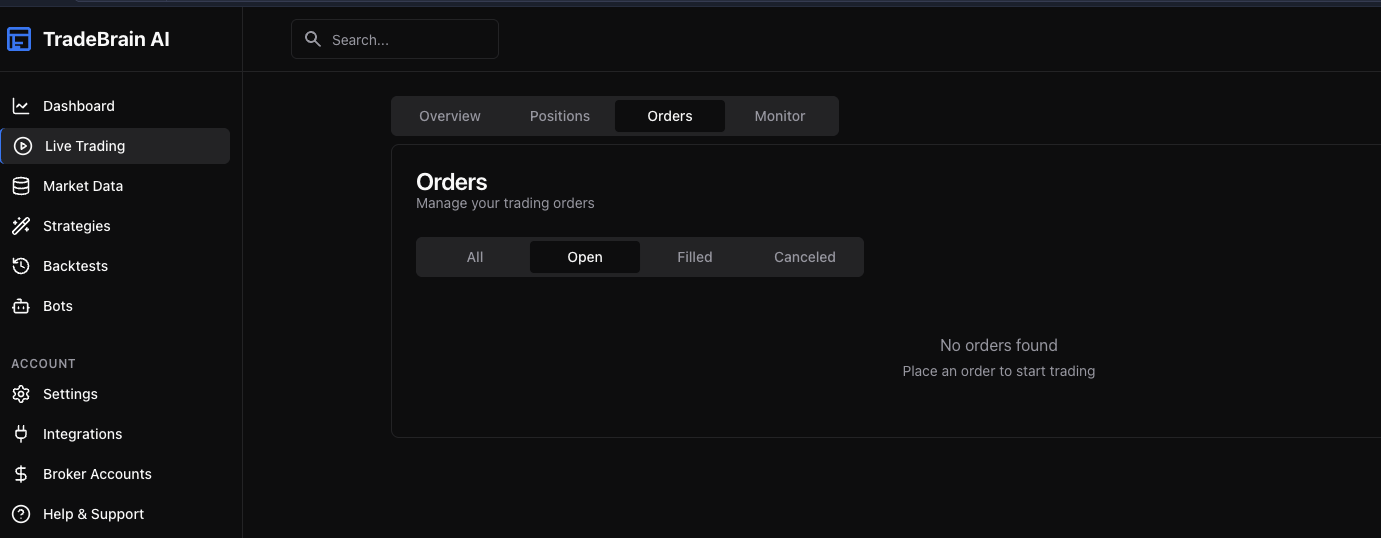 TradeBrain AI
Search...
Dashboard
Live Trading
Market Data
Strategies
Backtests
Bots
ACCOUNT
Settings
Integrations
Broker Accounts
Help & Support
Overview Positions Orders Monitor
Orders
Manage your trading orders
All Open Filled Canceled
No orders found
Place an order to start trading